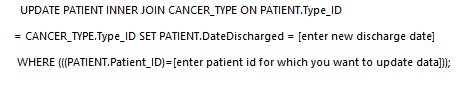 UPDATE PATIENT INNER JOIN CANCER_TYPE ON PATIENT.Type_ID
= CANCER_TYPE.Type_ID SET PATIENT.DateDischarged = [enter new discharge date]
WHERE (((PATIENT.Patient_ID)=[enter patient id for which you want to update data]));